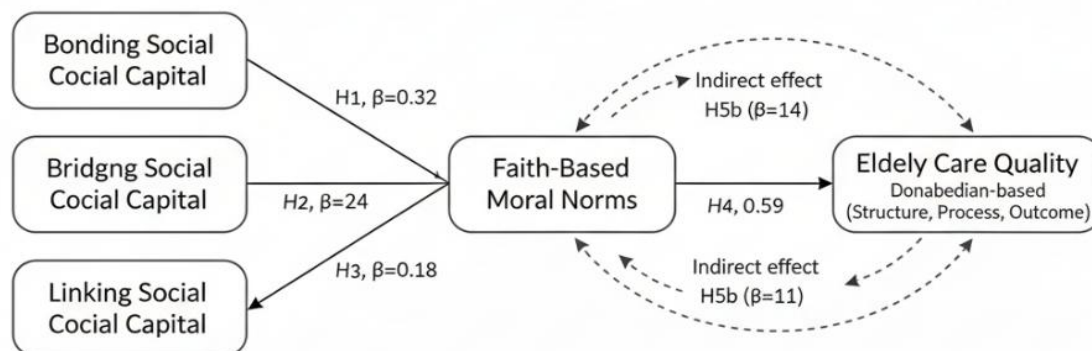 Bonding Social
Cocial Capital
H1, β=0.32
Indirect effect
H5b (β=14)
Bridgng Social
Cocial Capital
H2, β=24
Faith-Based
Moral Norms
H4, 0.59
Eldely Care Quality
Donabedian-based
(Structure, Process, Outcome)
H3, β=0.18
Indirect effect
H5b (β=11)
Linking Social
Cocial Capital